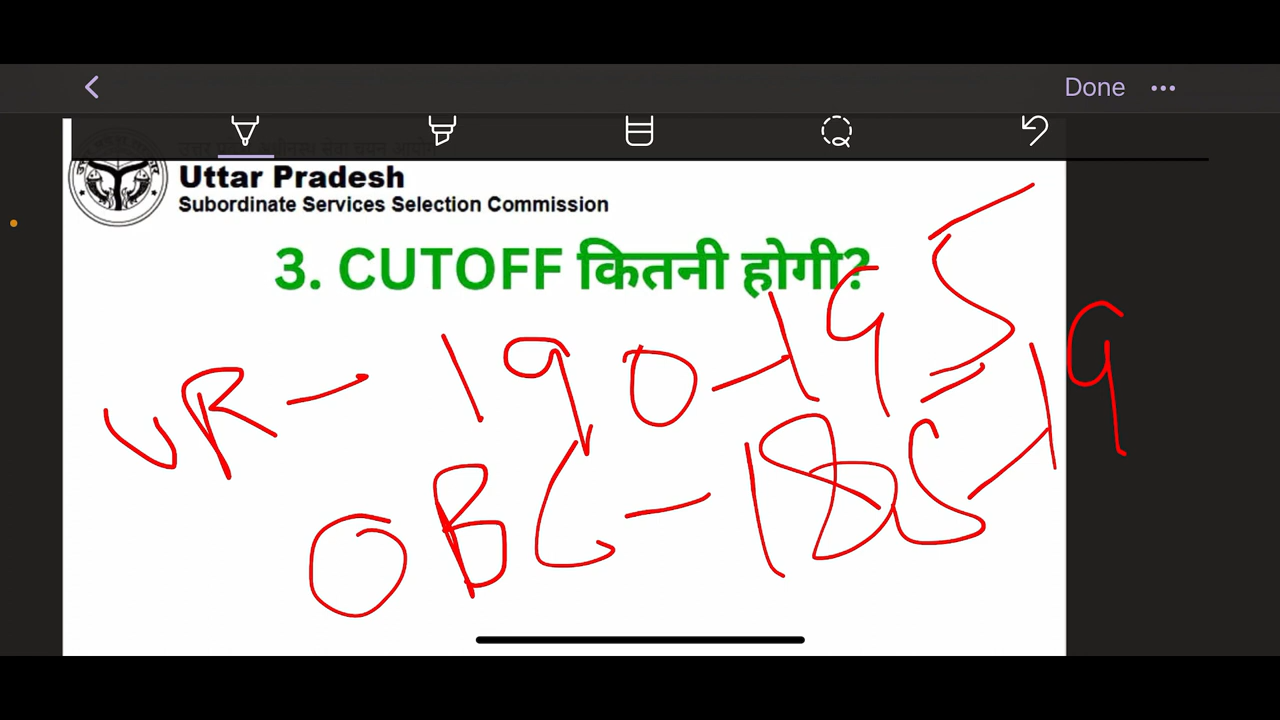 Done
Uttar Pradesh
Subordinate Services Selection Commission
3. CUTOFF कितनी होगी?
UR - 190 - 195
OBC - 185 - 19